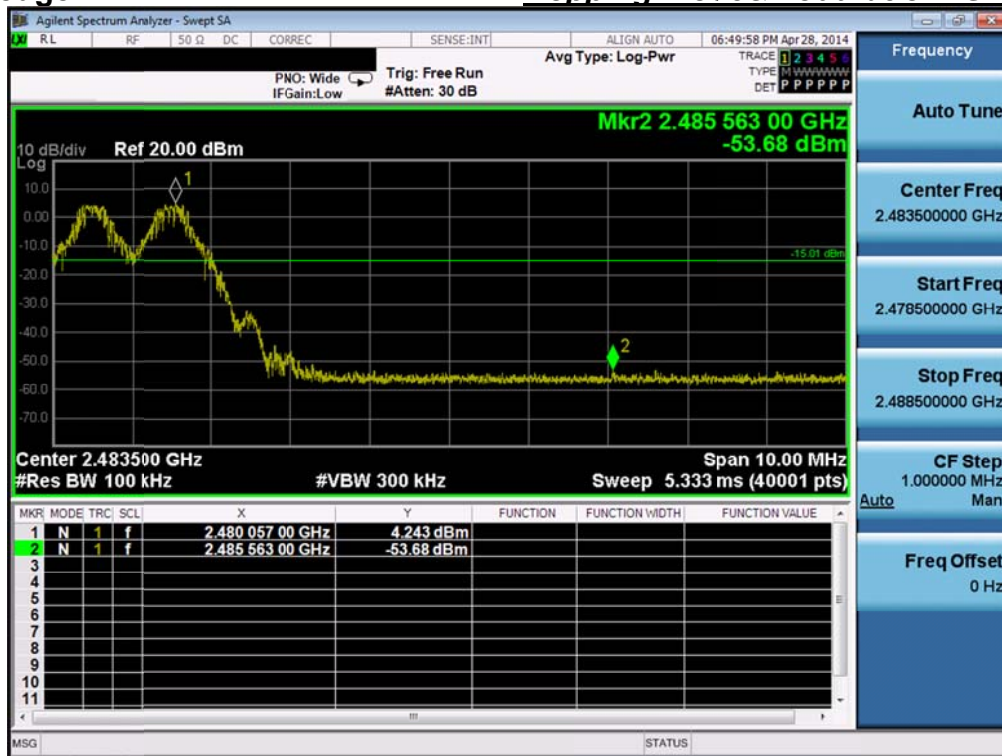 Agilent Spectrum Analyzer - Swept SA
RL RF 50 Ω DC CORREC SENSE:INT ALIGN AUTO 06:49:58 PM Apr 28, 2014
Avg Type: Log-Pwr TRACE 1 2 3 4 5 6
PNO: Wide Trig: Free Run TYPE M WWWWW
IFGain:Low #Atten: 30 dB DET P P P P P P
Mkr2 2.485 563 00 GHz
10 dB/div Ref 20.00 dBm -53.68 dBm
Log
10.0
0.00
-10.0
-15.01 dBm
-20.0
-30.0
-40.0
-50.0
-60.0
-70.0
1
2
Center 2.483500 GHz Span 10.00 MHz
#Res BW 100 kHz #VBW 300 kHz Sweep 5.333 ms (40001 pts)
MKR MODE TRC SCL X Y FUNCTION FUNCTION WIDTH FUNCTION VALUE
1 N 1 f 2.480 057 00 GHz 4.243 dBm
2 N 1 f 2.485 563 00 GHz -53.68 dBm
3
4
5
6
7
8
9
10
11
MSG STATUS
Frequency
Auto Tune
Center Freq
2.483500000 GHz
Start Freq
2.478500000 GHz
Stop Freq
2.488500000 GHz
CF Step
1.000000 MHz
Auto Man
Freq Offset
0 Hz